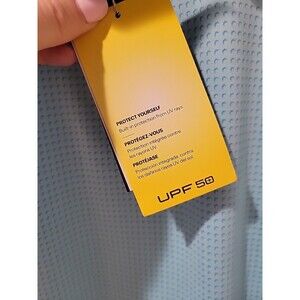 PROTECT YOURSELF
Built-in protection from UV rays
PROTÉGEZ-VOUS
Protection intégrée contre
les rayons UV
PROTÉJASE
Protección integrada contra
los dañinos rayos UV del sol
UPF 50